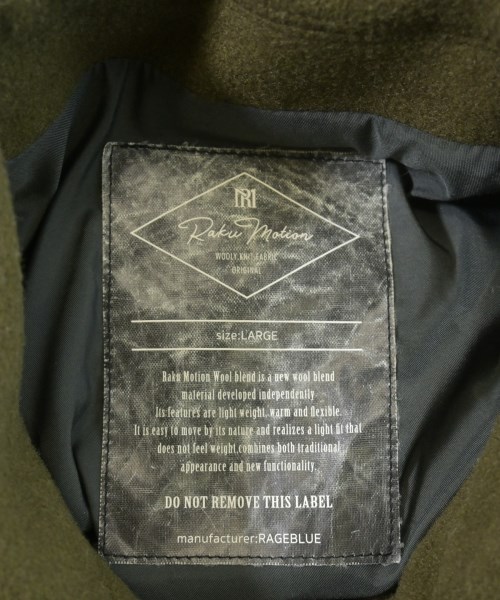 RM
Raku Motion
WOOLY KNIT FABRIC
ORIGINAL
size:LARGE
Raku Motion Wool blend is a new wool blend
material developed independently
Its features are light weight, warm and flexible.
It is easy to move by its nature and realizes a light fit that
does not feel weight,combines both traditional
appearance and new functionality
DO NOT REMOVE THIS LABEL
manufacturer:RAGEBLUE